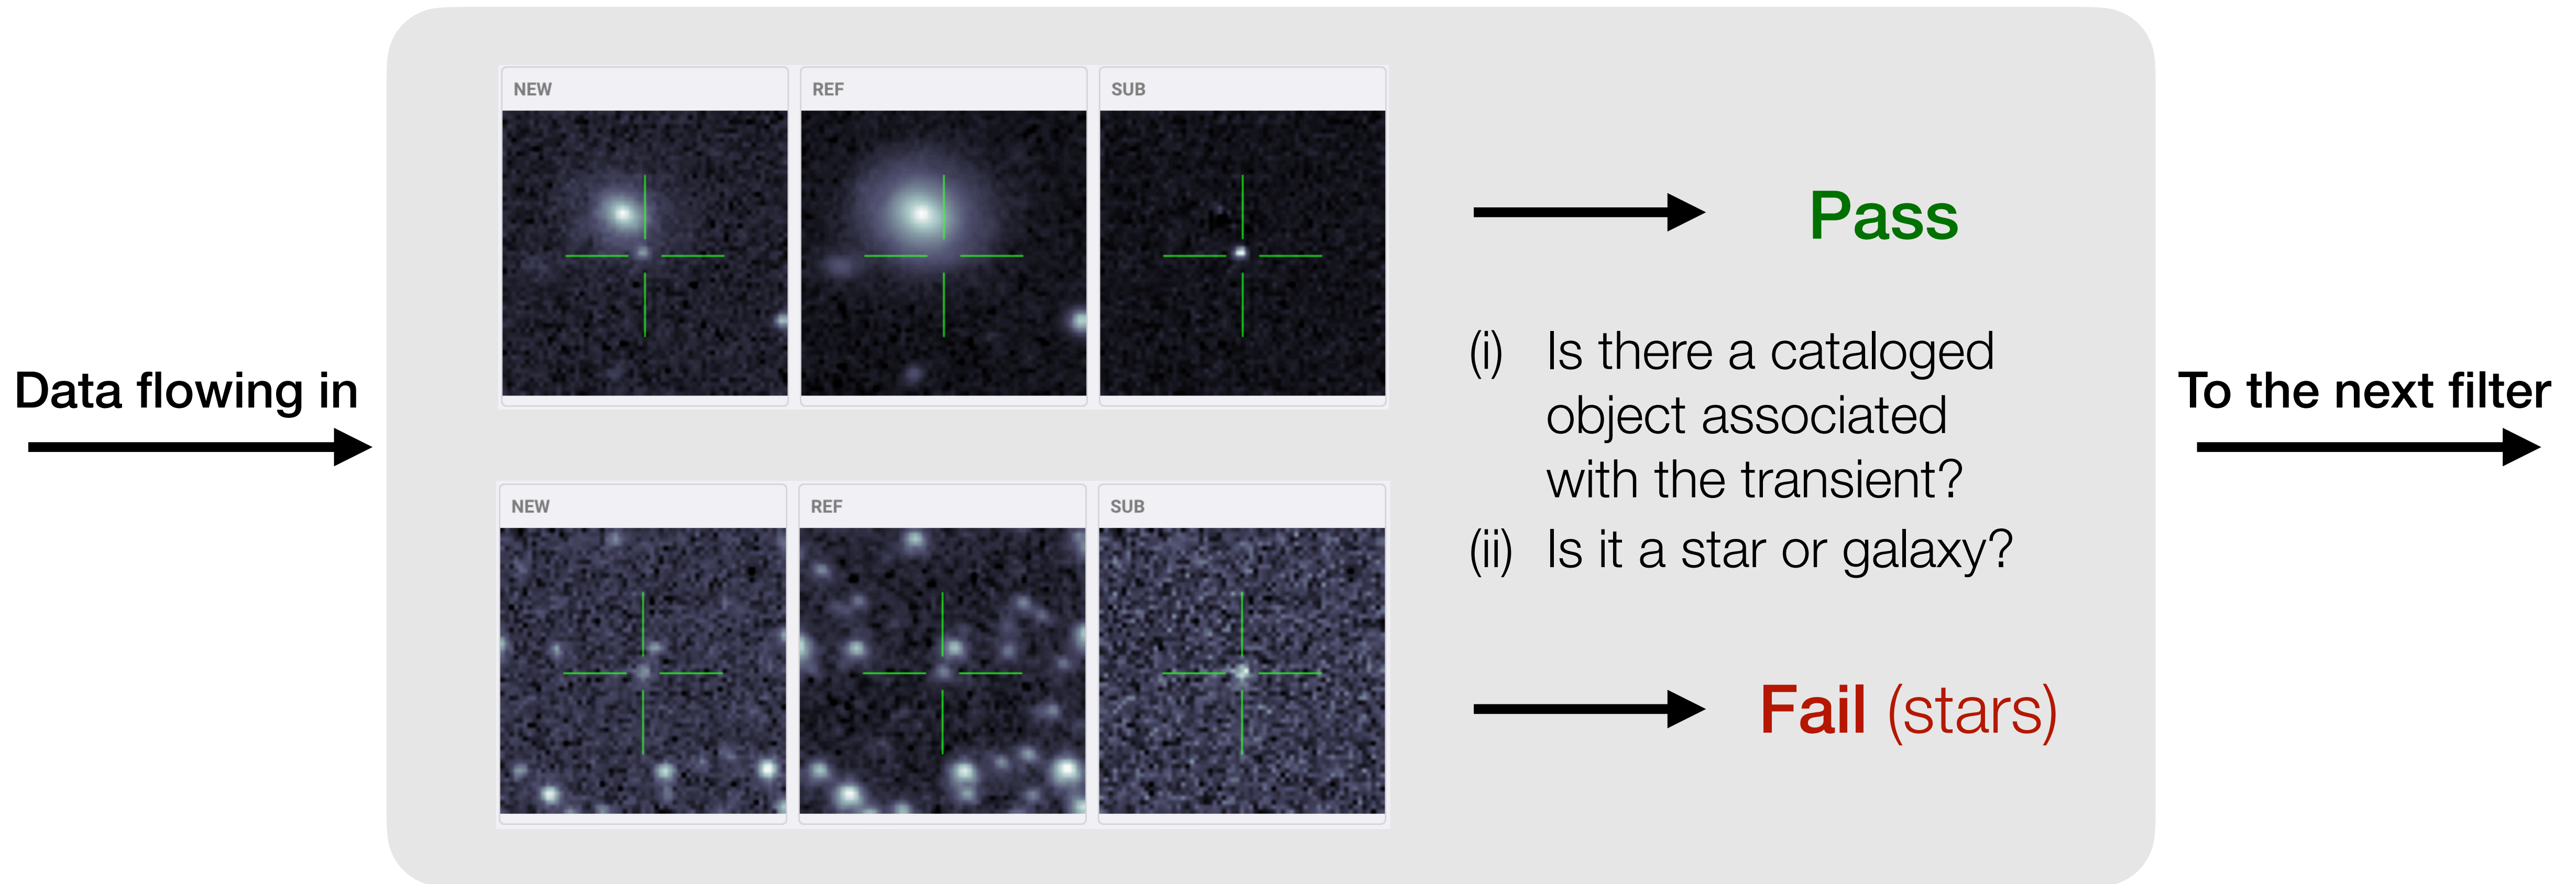 Data flowing in
NEW
REF
SUB
Pass
(i) Is there a cataloged
object associated
with the transient?
(ii) Is it a star or galaxy?
NEW
REF
SUB
Fail (stars)
To the next filter